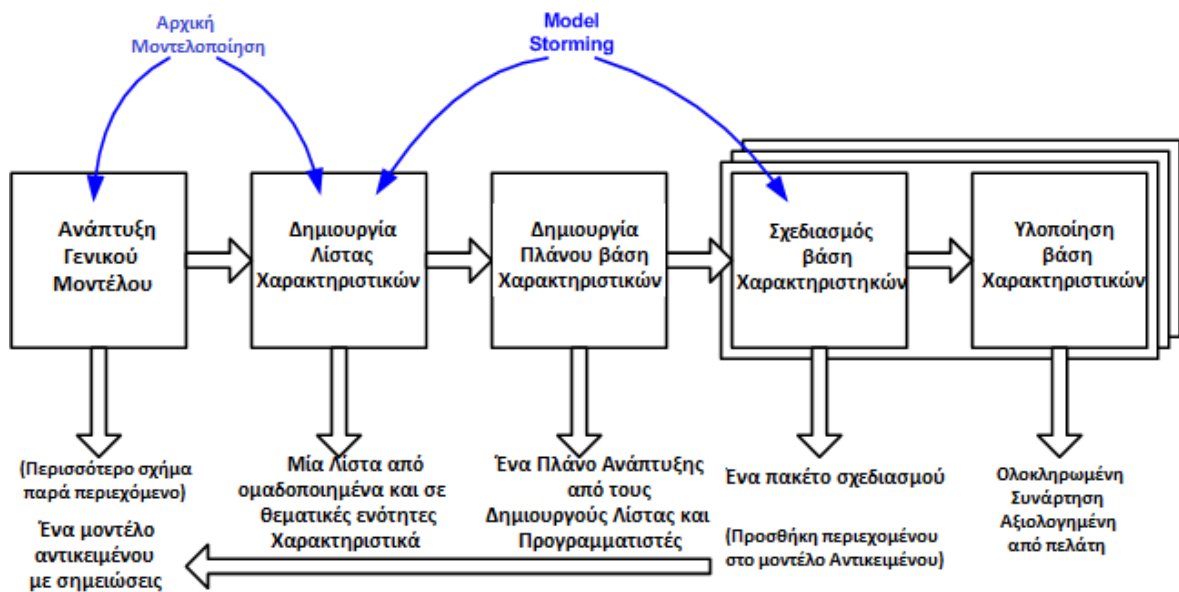 Αρχική
Μοντελοποίηση
Model
Storming
Ανάπτυξη
Γενικού
Μοντέλου
Δημιουργία
Λίστας
Χαρακτηριστικών
Δημιουργία
Πλάνου βάση
Χαρακτηριστικών
Σχεδιασμός
βάση
Χαρακτηριστηκών
Υλοποίηση
βάση
Χαρακτηριστικών
(Περισσότερο σχήμα
παρά περιεχόμενο)
Ένα μοντέλο
αντικειμένου
με σημειώσεις
Μία Λίστα από
ομαδοποιημένα και σε
θεματικές ενότητες
Χαρακτηριστικά
Ένα Πλάνο Ανάπτυξης
από τους
Δημιουργούς Λίστας και
Προγραμματιστές
Ένα πακέτο σχεδιασμού
(Προσθήκη περιεχομένου
στο μοντέλο Αντικειμένου)
Ολοκληρωμένη
Συνάρτηση
Αξιολογημένη
από πελάτη